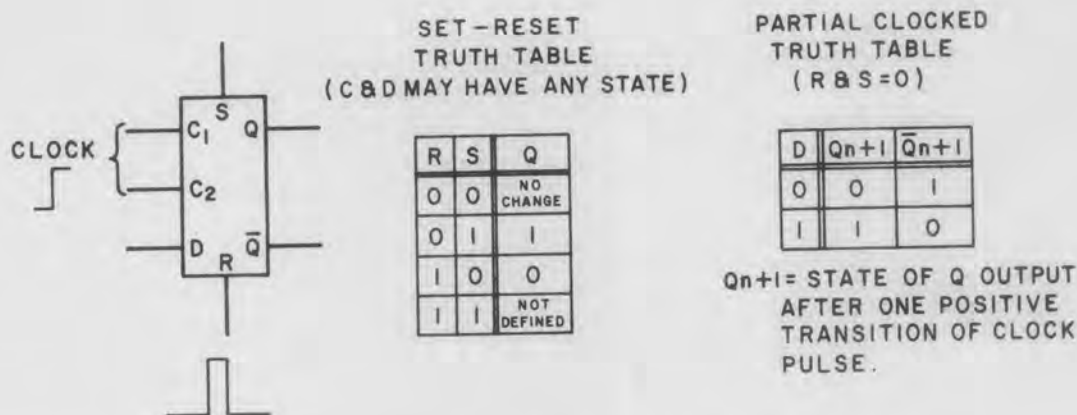 SET-RESET
TRUTH TABLE
(C & D MAY HAVE ANY STATE)
PARTIAL CLOCKED
TRUTH TABLE
(R & S=0)
CLOCK
S
C1 Q
C2
D Q̅
R
R S Q
0 0 NO CHANGE
0 1 1
1 0 0
1 1 NOT DEFINED
D Qn+1 Q̅n+1
0 0 1
1 1 0
Qn+1= STATE OF Q OUTPUT
AFTER ONE POSITIVE
TRANSITION OF CLOCK
PULSE.